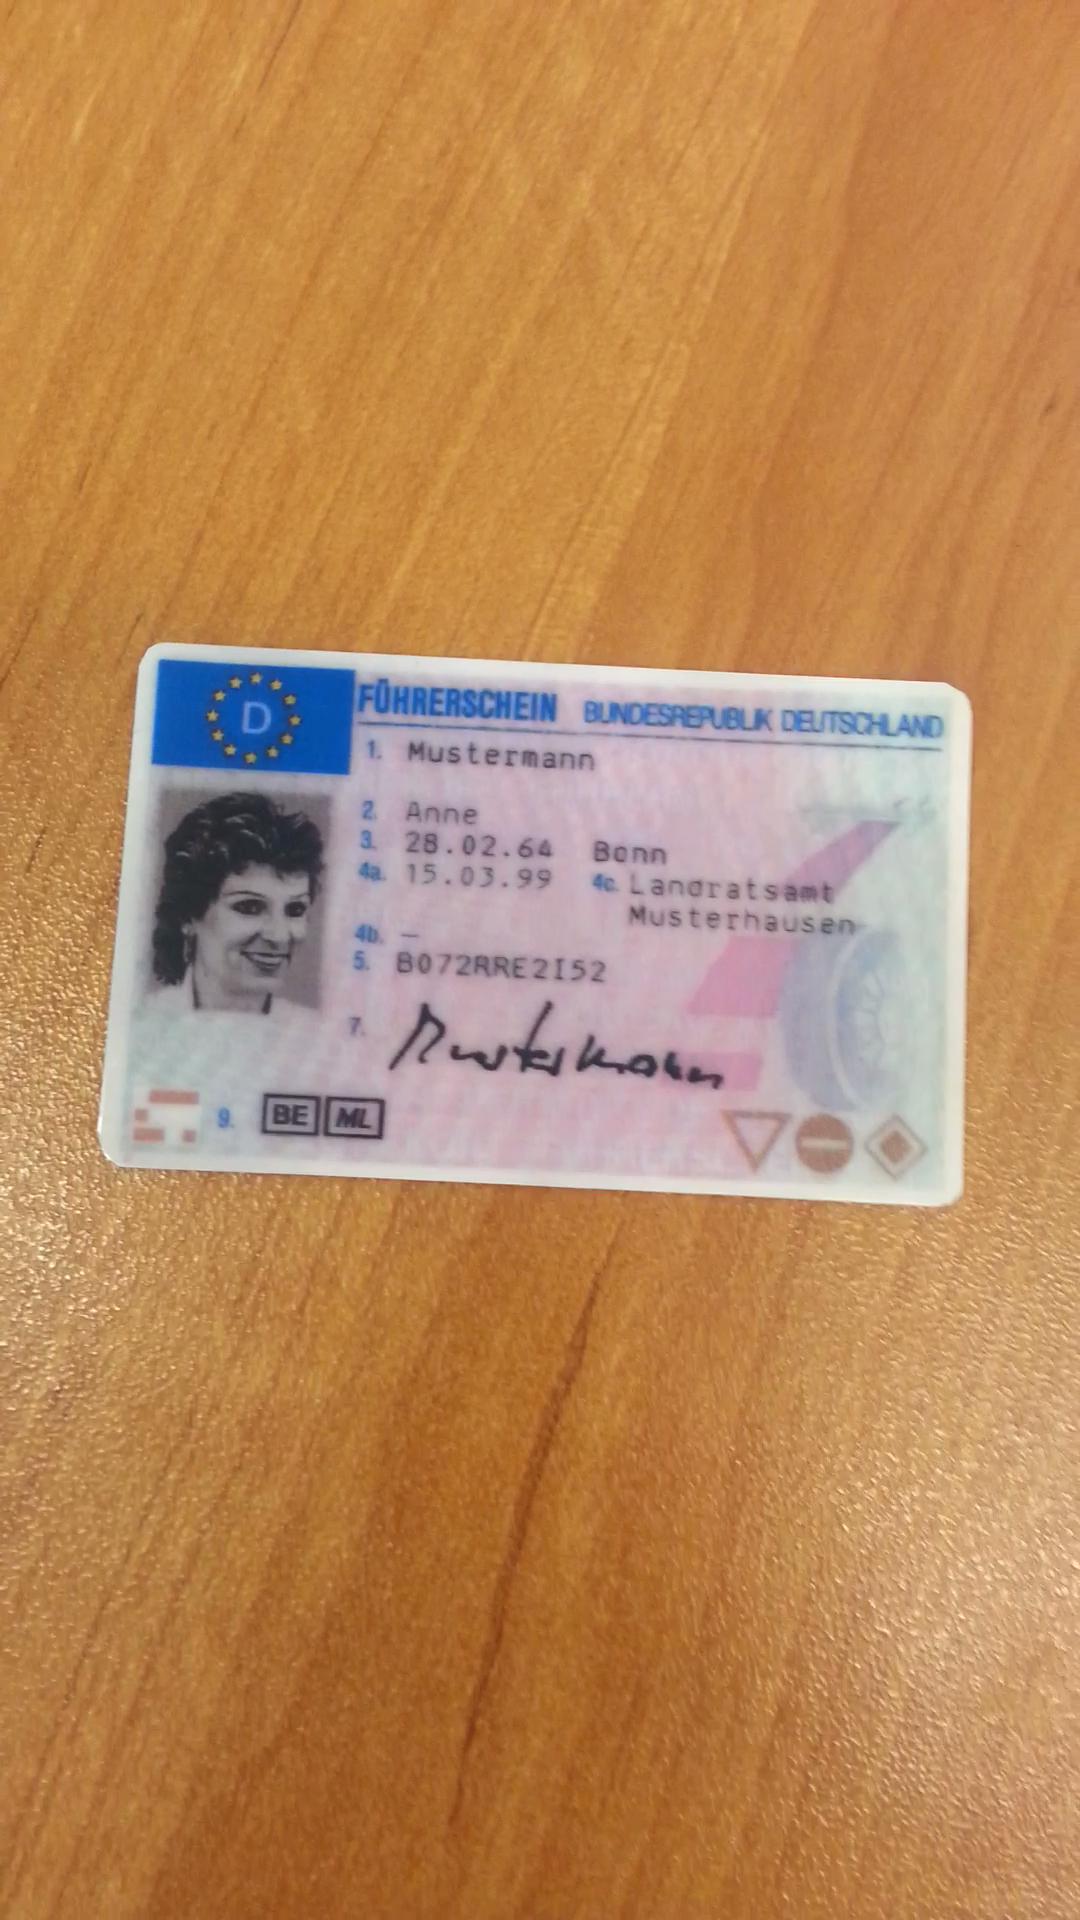 D
FÜHRERSCHEIN BUNDESREPUBLIK DEUTSCHLAND
1. Mustermann
2. Anne
3. 28.02.64 Bonn
4a. 15.03.99 4c. Landratsamt
Musterhausen
4b. –
5. B072RRE2I52
7. Mustermann
9. BE ML